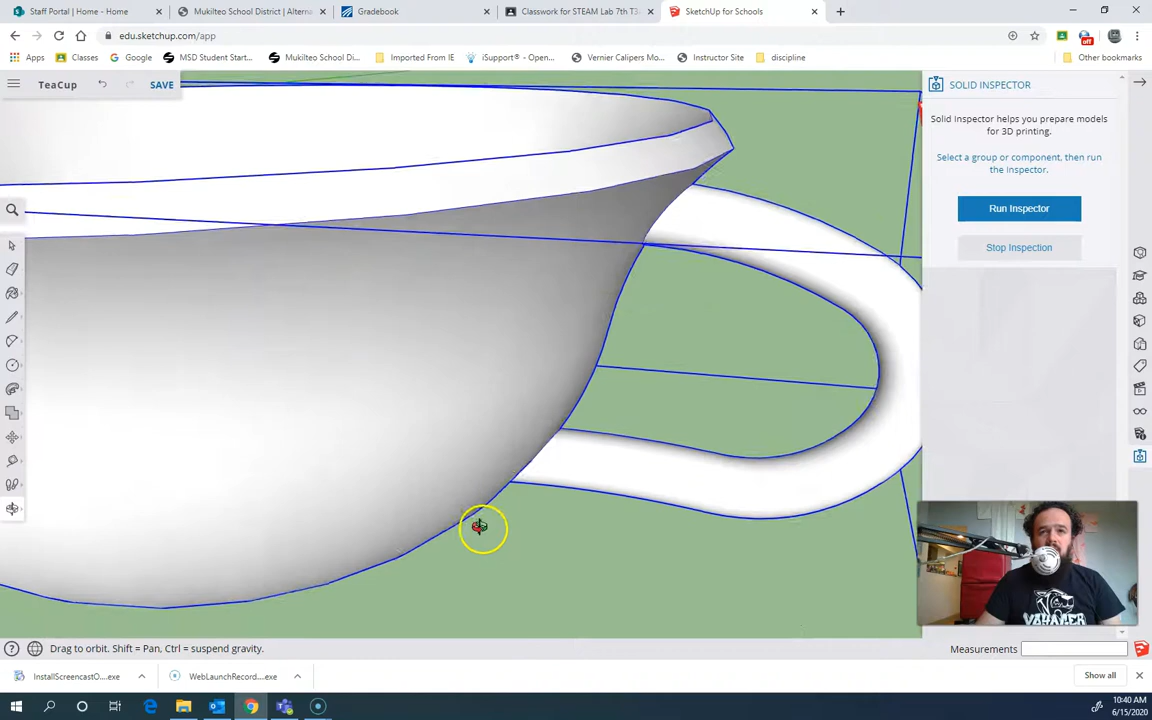 Staff Portal | Home - Home
Mukilteo School District | Alterna
Gradebook
Classwork for STEAM Lab 7th T3
SketchUp for Schools
edu.sketchup.com/app
Apps
Classes
Google
MSD Student Start...
Mukilteo School Di...
Imported From IE
iSupport® - Open...
Vernier Calipers Mo...
Instructor Site
discipline
Other bookmarks
off
TeaCup
SAVE
SOLID INSPECTOR
Solid Inspector helps you prepare models
for 3D printing.
Select a group or component, then run
the Inspector.
Run Inspector
Stop Inspection
VOYAGER
Drag to orbit. Shift = Pan, Ctrl = suspend gravity.
Measurements
InstallScreencastO....exe
WebLaunchRecord....exe
Show all
10:40 AM
6/15/2020